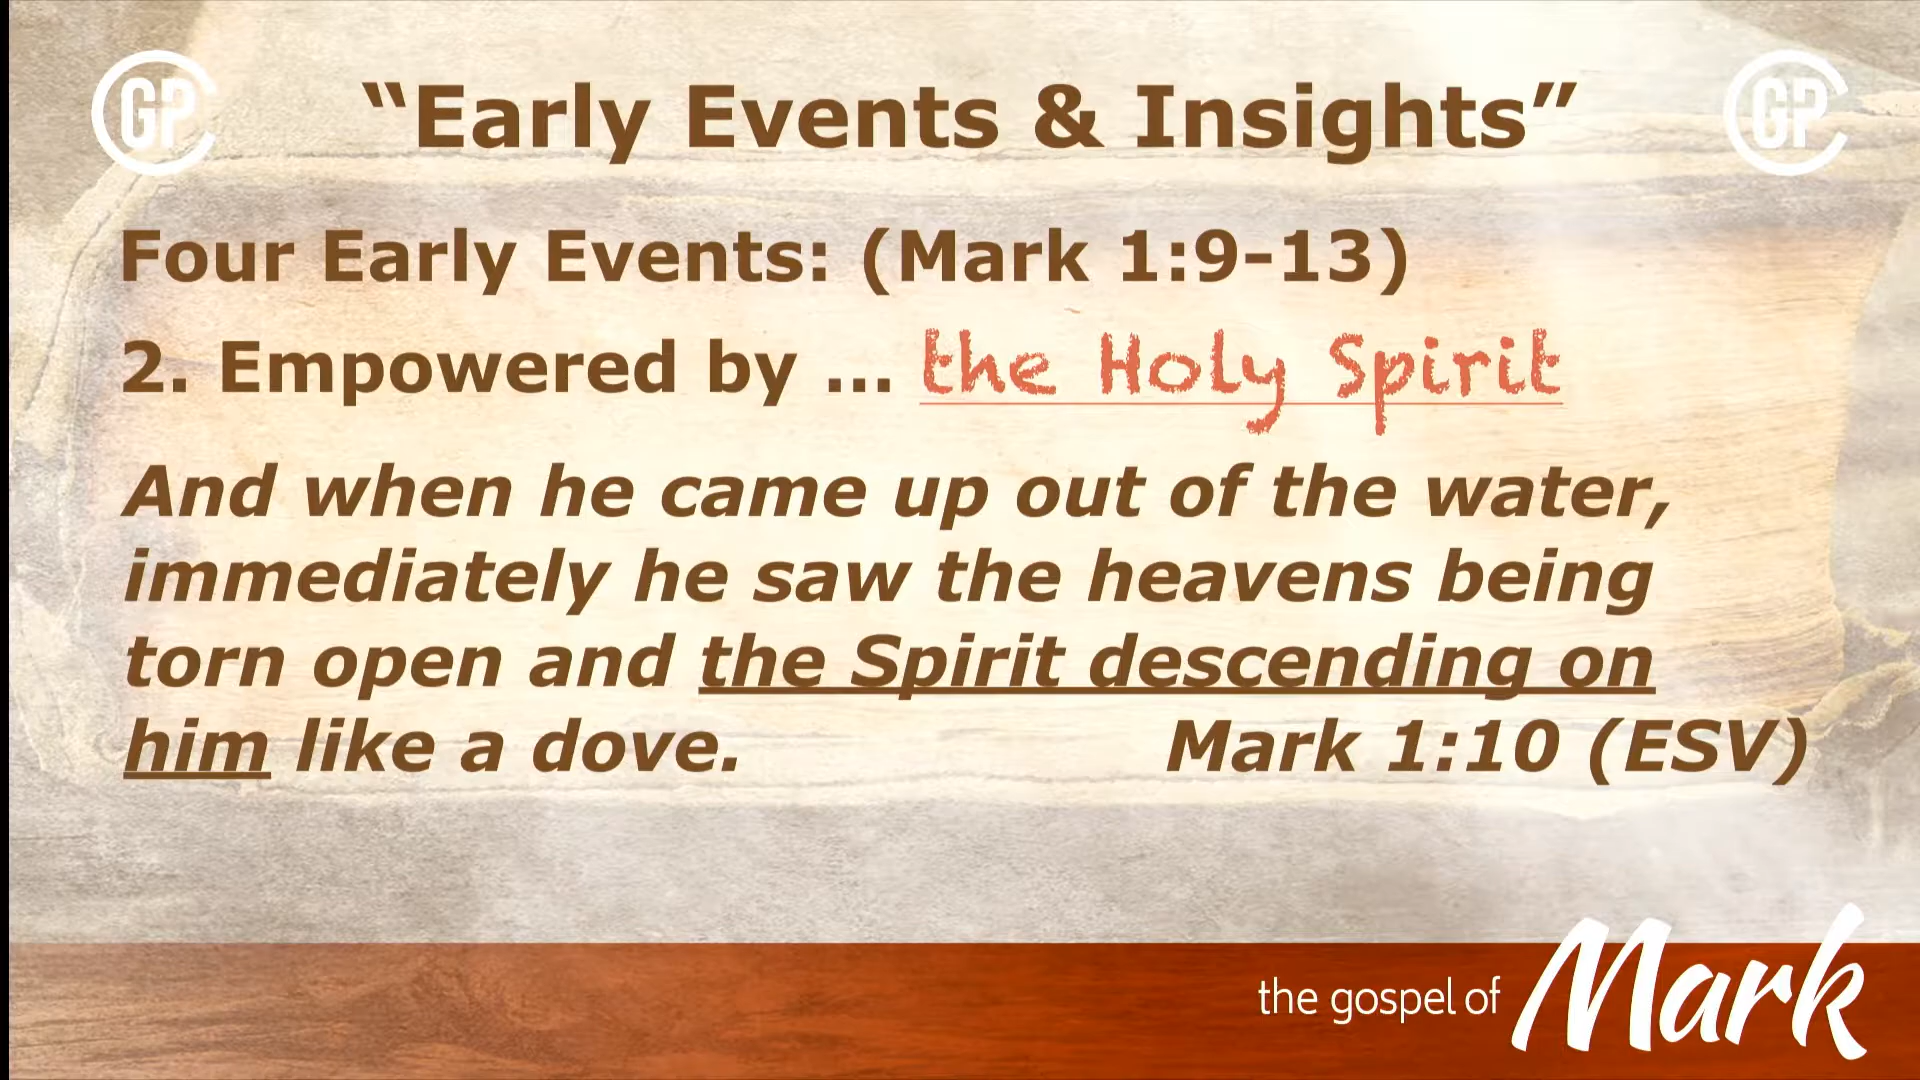 GP
“Early Events & Insights”
GP
Four Early Events: (Mark 1:9-13)
2. Empowered by ... the Holy Spirit
And when he came up out of the water,
immediately he saw the heavens being
torn open and the Spirit descending on
him like a dove. Mark 1:10 (ESV)
the gospel of Mark